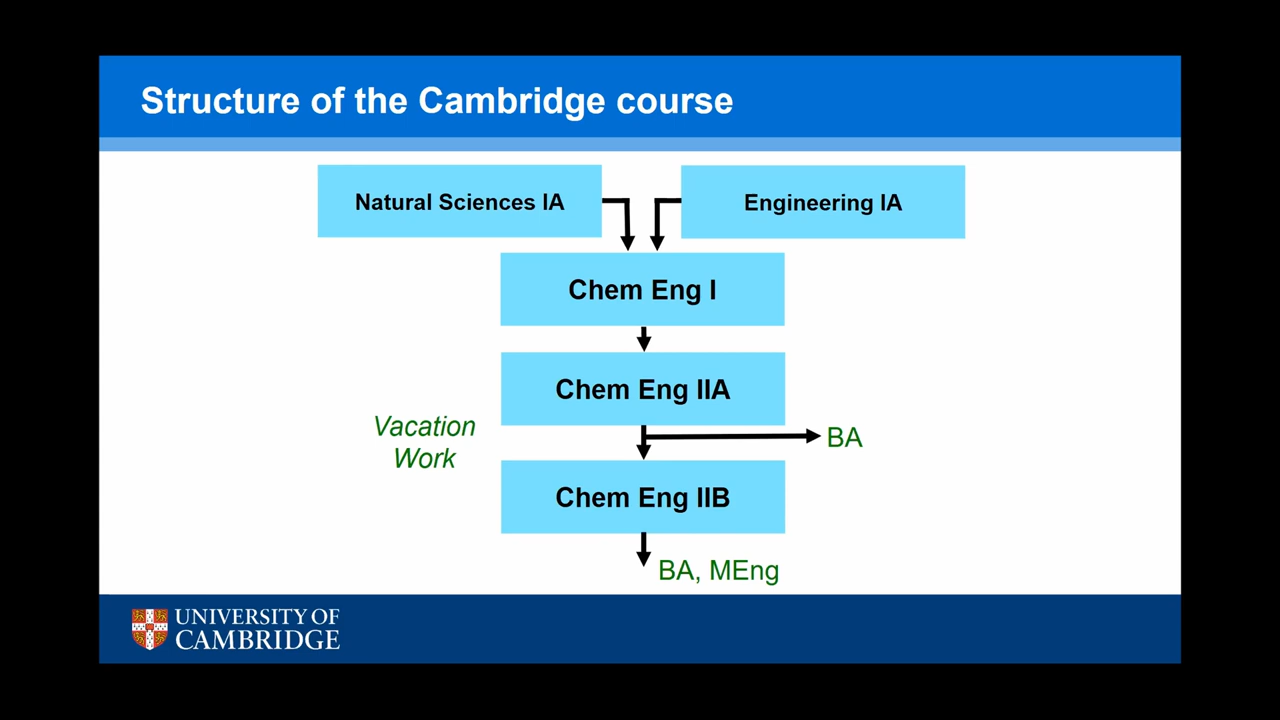 Structure of the Cambridge course
Natural Sciences IA
Engineering IA
Chem Eng I
Chem Eng IIA
Vacation
Work
BA
Chem Eng IIB
BA, MEng
UNIVERSITY OF
CAMBRIDGE